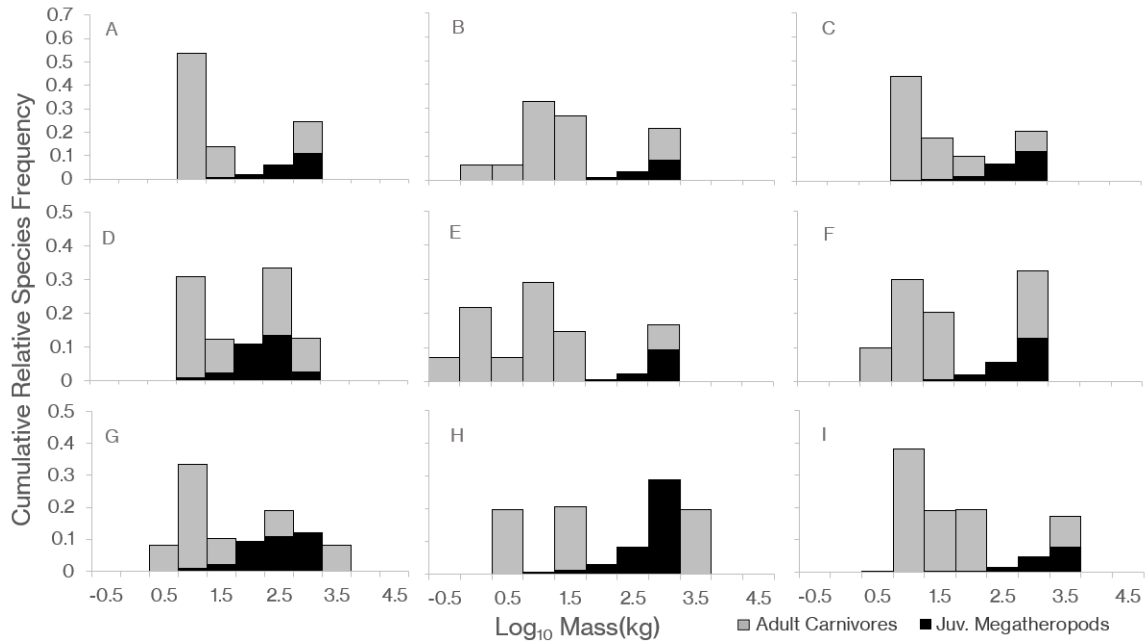 A B C
0.7
0.6
0.5
0.4
0.3
0.2
0.1
0
D E F
0.5
0.4
0.3
0.2
0.1
0
G H I
0.5
0.4
0.3
0.2
0.1
0
Cumulative Relative Species Frequency
-0.5 0.5 1.5 2.5 3.5 4.5 -0.5 0.5 1.5 2.5 3.5 4.5 0.5 1.5 2.5 3.5 4.5
Log₁₀ Mass(kg)
Adult Carnivores Juv. Megatheropods